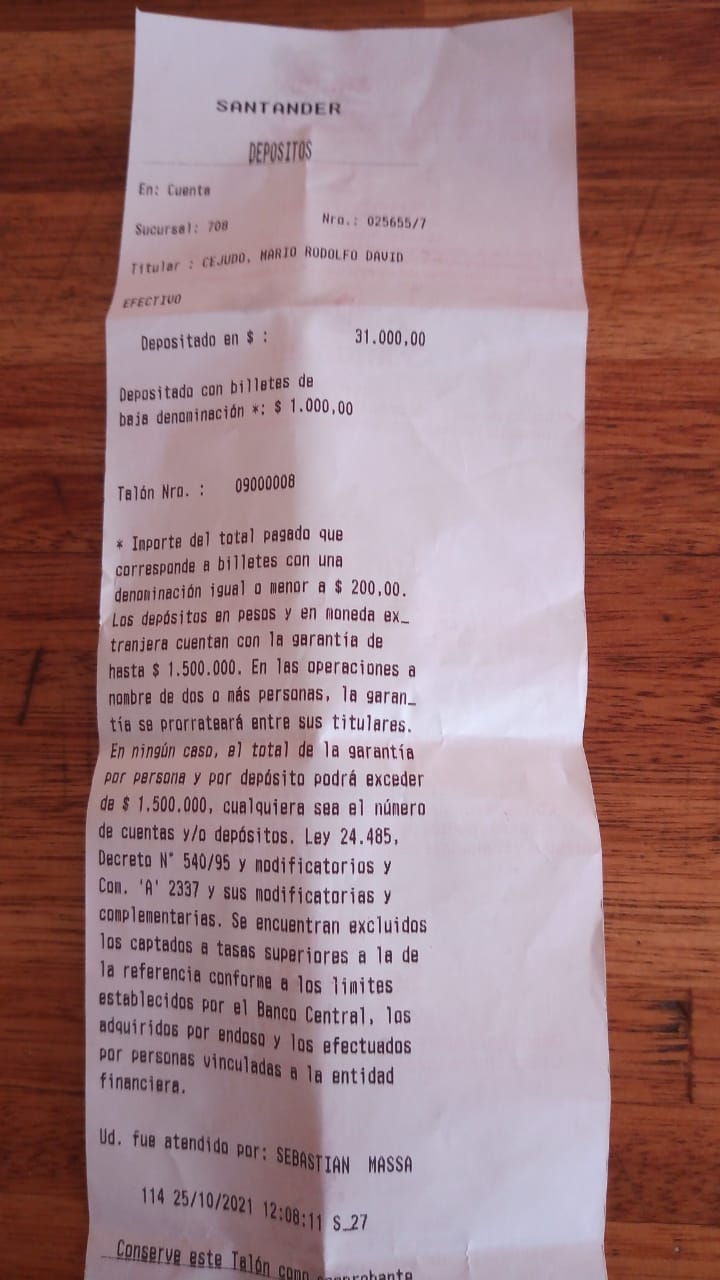 SANTANDER
DEPOSITOS
En: Cuenta
Sucursal: 708 Nro.: 025655/7
Titular : CEJUDO, MARIO RODOLFO DAVID
EFECTIVO
Depositado en $ : 31.000,00
Depositado con billetes de
baja denominación *: $ 1.000,00
Talón Nro. : 09000008
* Importe del total pagado que
corresponde a billetes con una
denominación igual o menor a $ 200,00.
Los depósitos en pesos y en moneda ex_
tranjera cuentan con la garantía de
hasta $ 1.500.000. En las operaciones a
nombre de dos o más personas, la garan_
tía se prorrateará entre sus titulares.
En ningún caso, el total de la garantía
por persona y por depósito podrá exceder
de $ 1.500.000, cualquiera sea el número
de cuentas y/o depósitos. Ley 24.485,
Decreto N° 540/95 y modificatorios y
Com. 'A' 2337 y sus modificatorias y
complementarias. Se encuentran excluidos
los captados a tasas superiores a la de
la referencia conforme a los limites
establecidos por el Banco Central, los
adquiridos por endoso y los efectuados
por personas vinculadas a la entidad
financiera.
Ud. fue atendido por: SEBASTIAN MASSA
114 25/10/2021 12:08:11 S_27
Conserve este Talón como comprobante